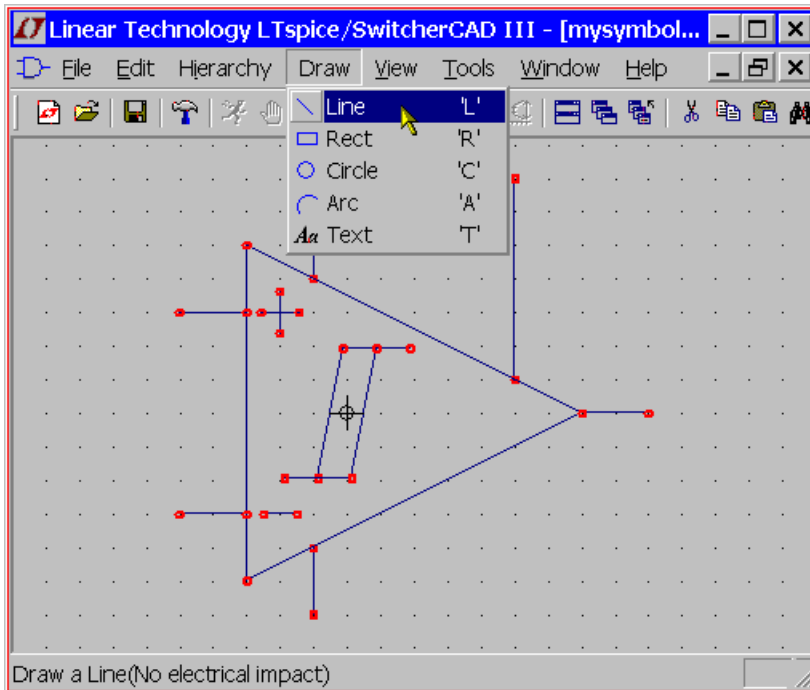 Linear Technology LTspice/SwitcherCAD III - [mysymbol...
File Edit Hierarchy Draw View Tools Window Help
Line 'L'
Rect 'R'
Circle 'C'
Arc 'A'
Aa Text 'T'
Draw a Line(No electrical impact)